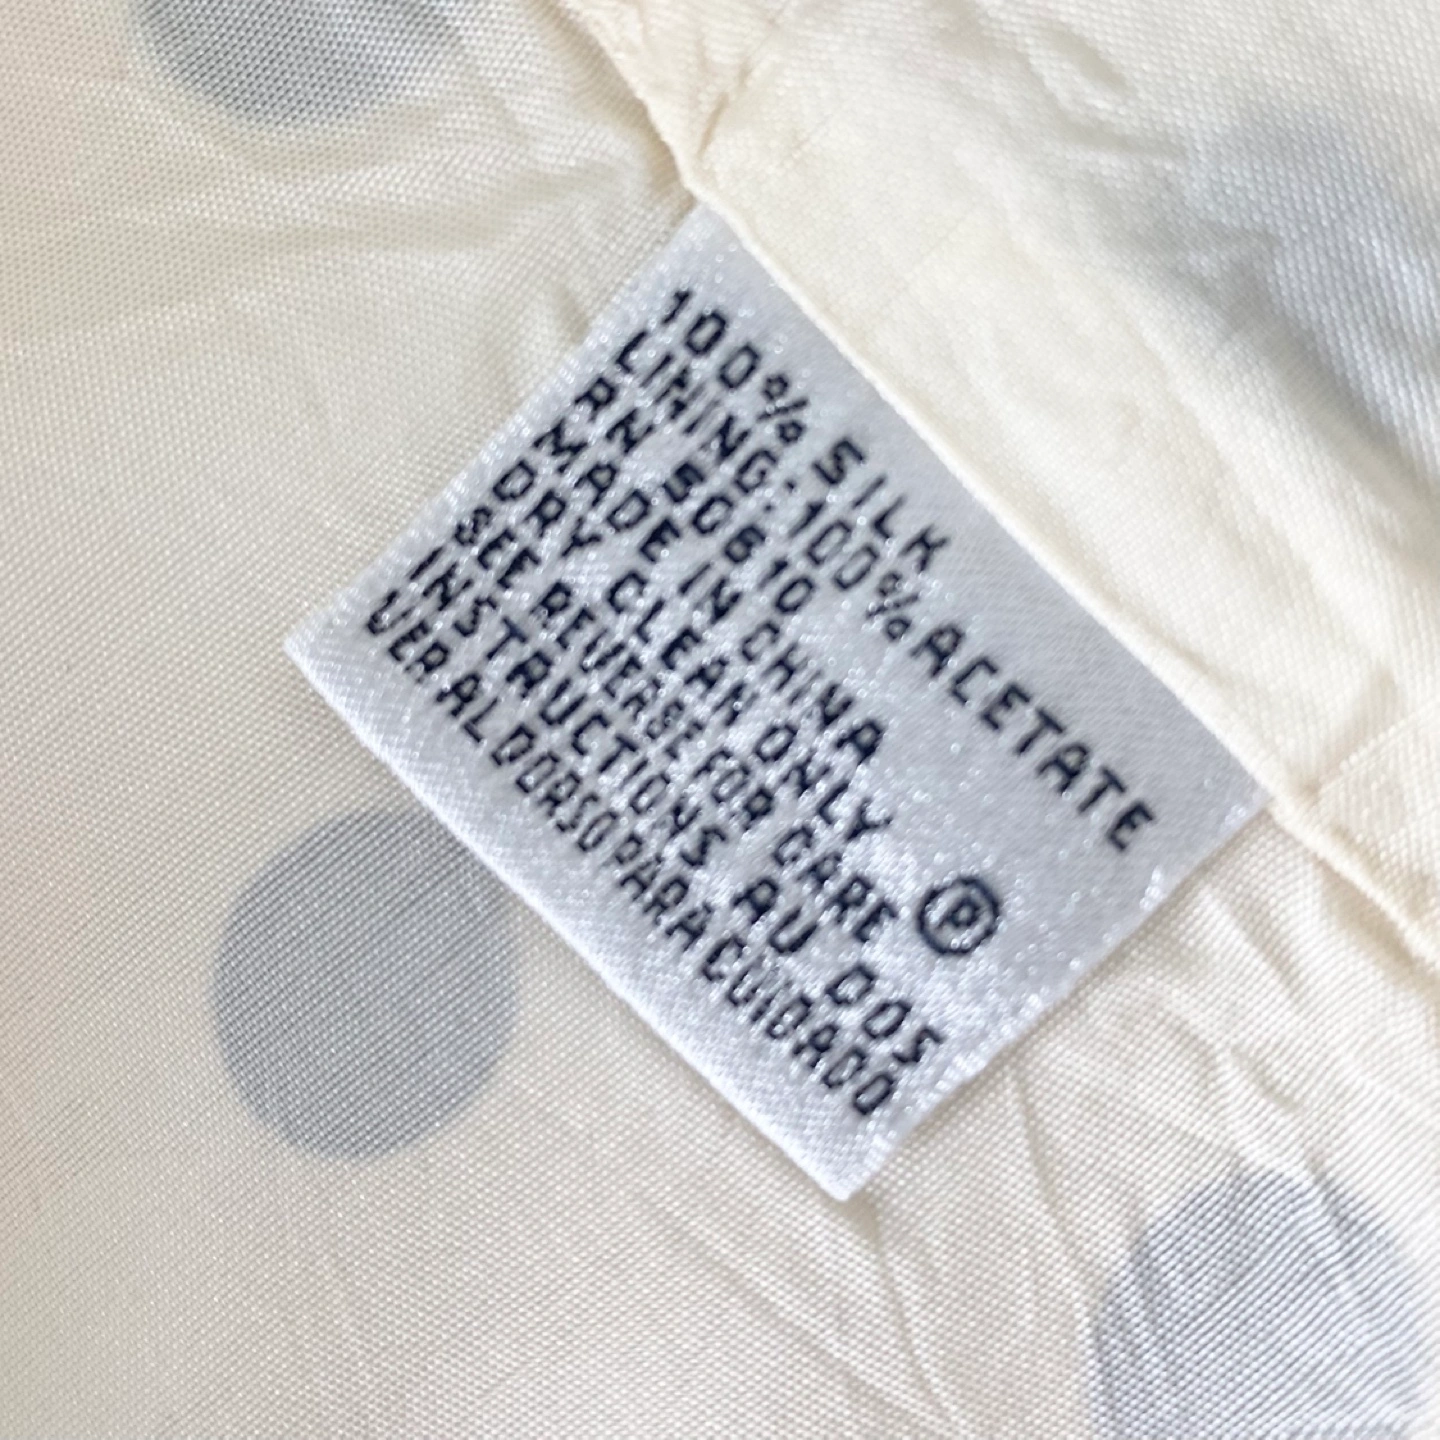 100% SILK
LINING: 100% ACETATE
RN 50610
MADE IN CHINA
DRY CLEAN ONLY Ⓟ
SEE REVERSE FOR CARE
INSTRUCTIONS AU DOS
VER AL DORSO PARA CUIDADO